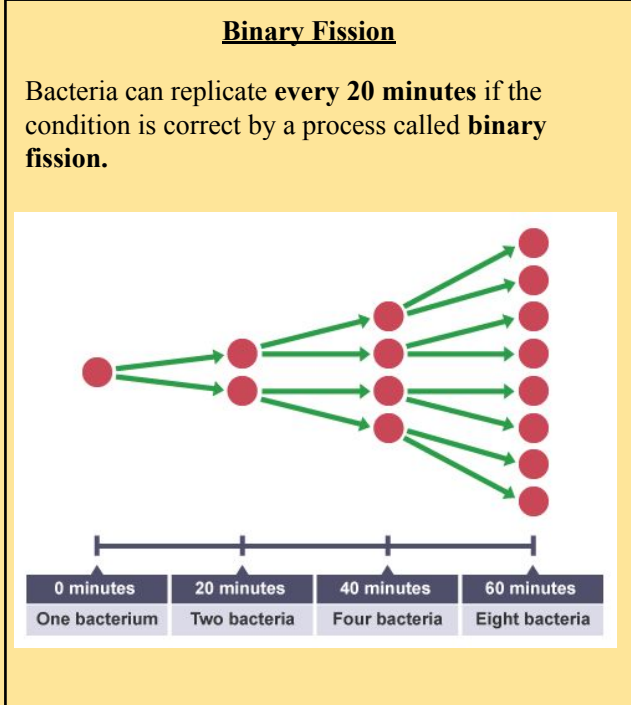 Binary Fission
Bacteria can replicate every 20 minutes if the
condition is correct by a process called binary
fission.
0 minutes 20 minutes 40 minutes 60 minutes
One bacterium Two bacteria Four bacteria Eight bacteria